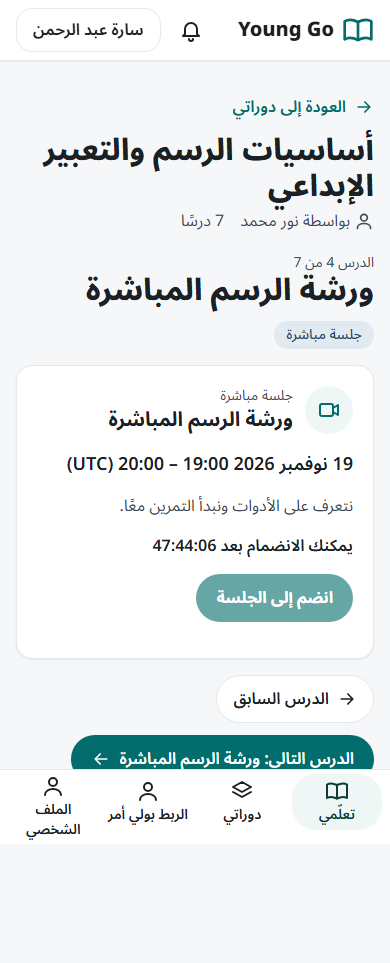 Young Go
سارة عبد الرحمن
العودة إلى دوراتي
أساسيات الرسم والتعبير
الإبداعي
بواسطة نور محمد
7 درسًا
الدرس 4 من 7
ورشة الرسم المباشرة
جلسة مباشرة
جلسة مباشرة
ورشة الرسم المباشرة
19 نوفمبر 2026 19:00 – 20:00 (UTC)
نتعرف على الأدوات ونبدأ التمرين معًا.
يمكنك الانضمام بعد 47:44:06
انضم إلى الجلسة
الدرس السابق
الدرس التالي: ورشة الرسم المباشرة
تعلّمي
دوراتي
الربط بولي أمر
الملف
الشخصي